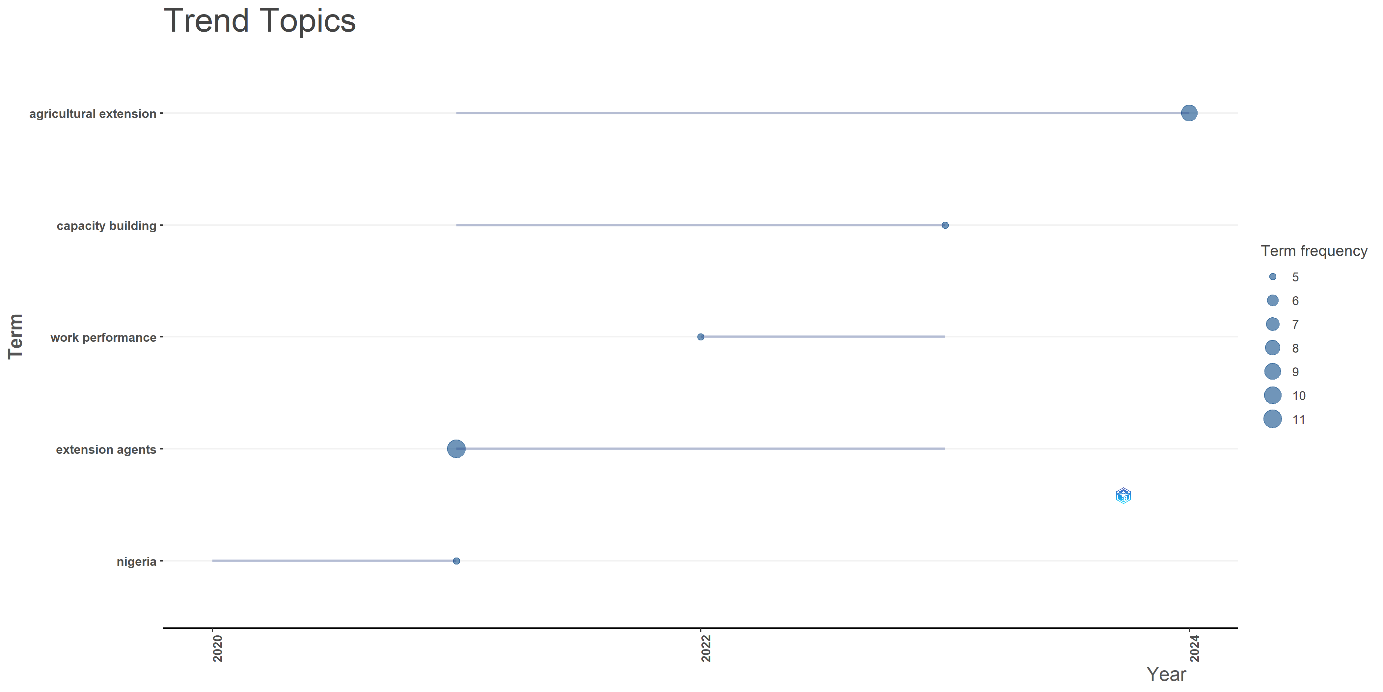 Trend Topics
agricultural extension
capacity building
work performance
extension agents
nigeria
Term
2020
2022
2024
Year
Term frequency
5
6
7
8
9
10
11